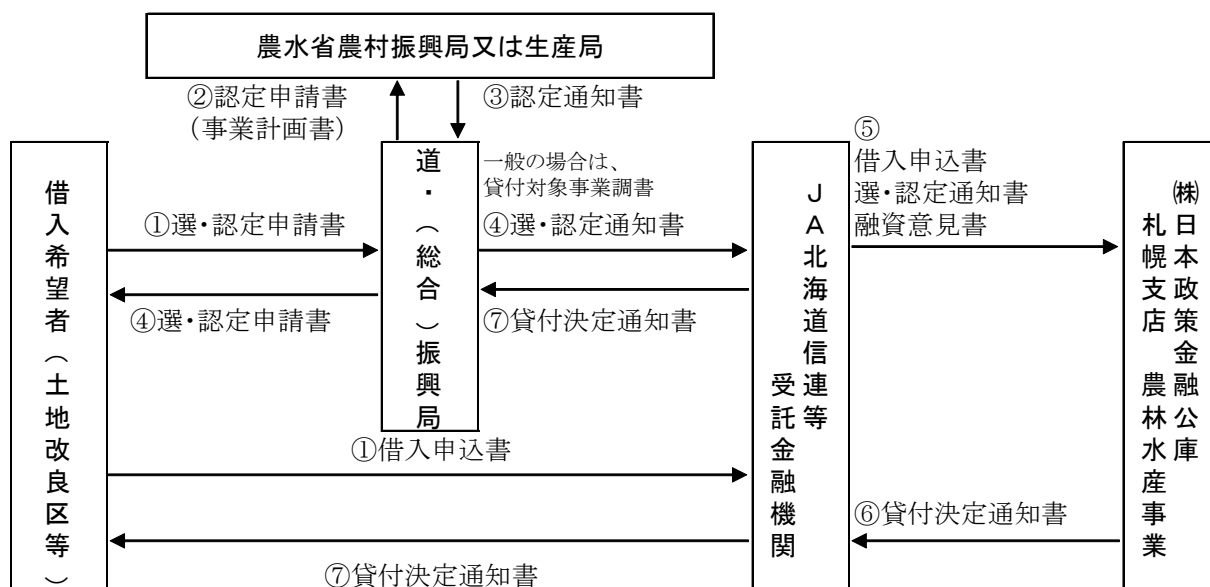 農水省農村振興局又は生産局
②認定申請書
(事業計画書)
③認定通知書
借入希望者(土地改良区等)
①選・認定申請書
④選・認定申請書
道・(総合)振興局
一般の場合は、
貸付対象事業調書
④選・認定通知書
⑦貸付決定通知書
①借入申込書
⑦貸付決定通知書
JA北海道信連等
受託金融機関
⑤
借入申込書
選・認定通知書
融資意見書
⑥貸付決定通知書
㈱日本政策金融公庫
札幌支店 農林水産事業